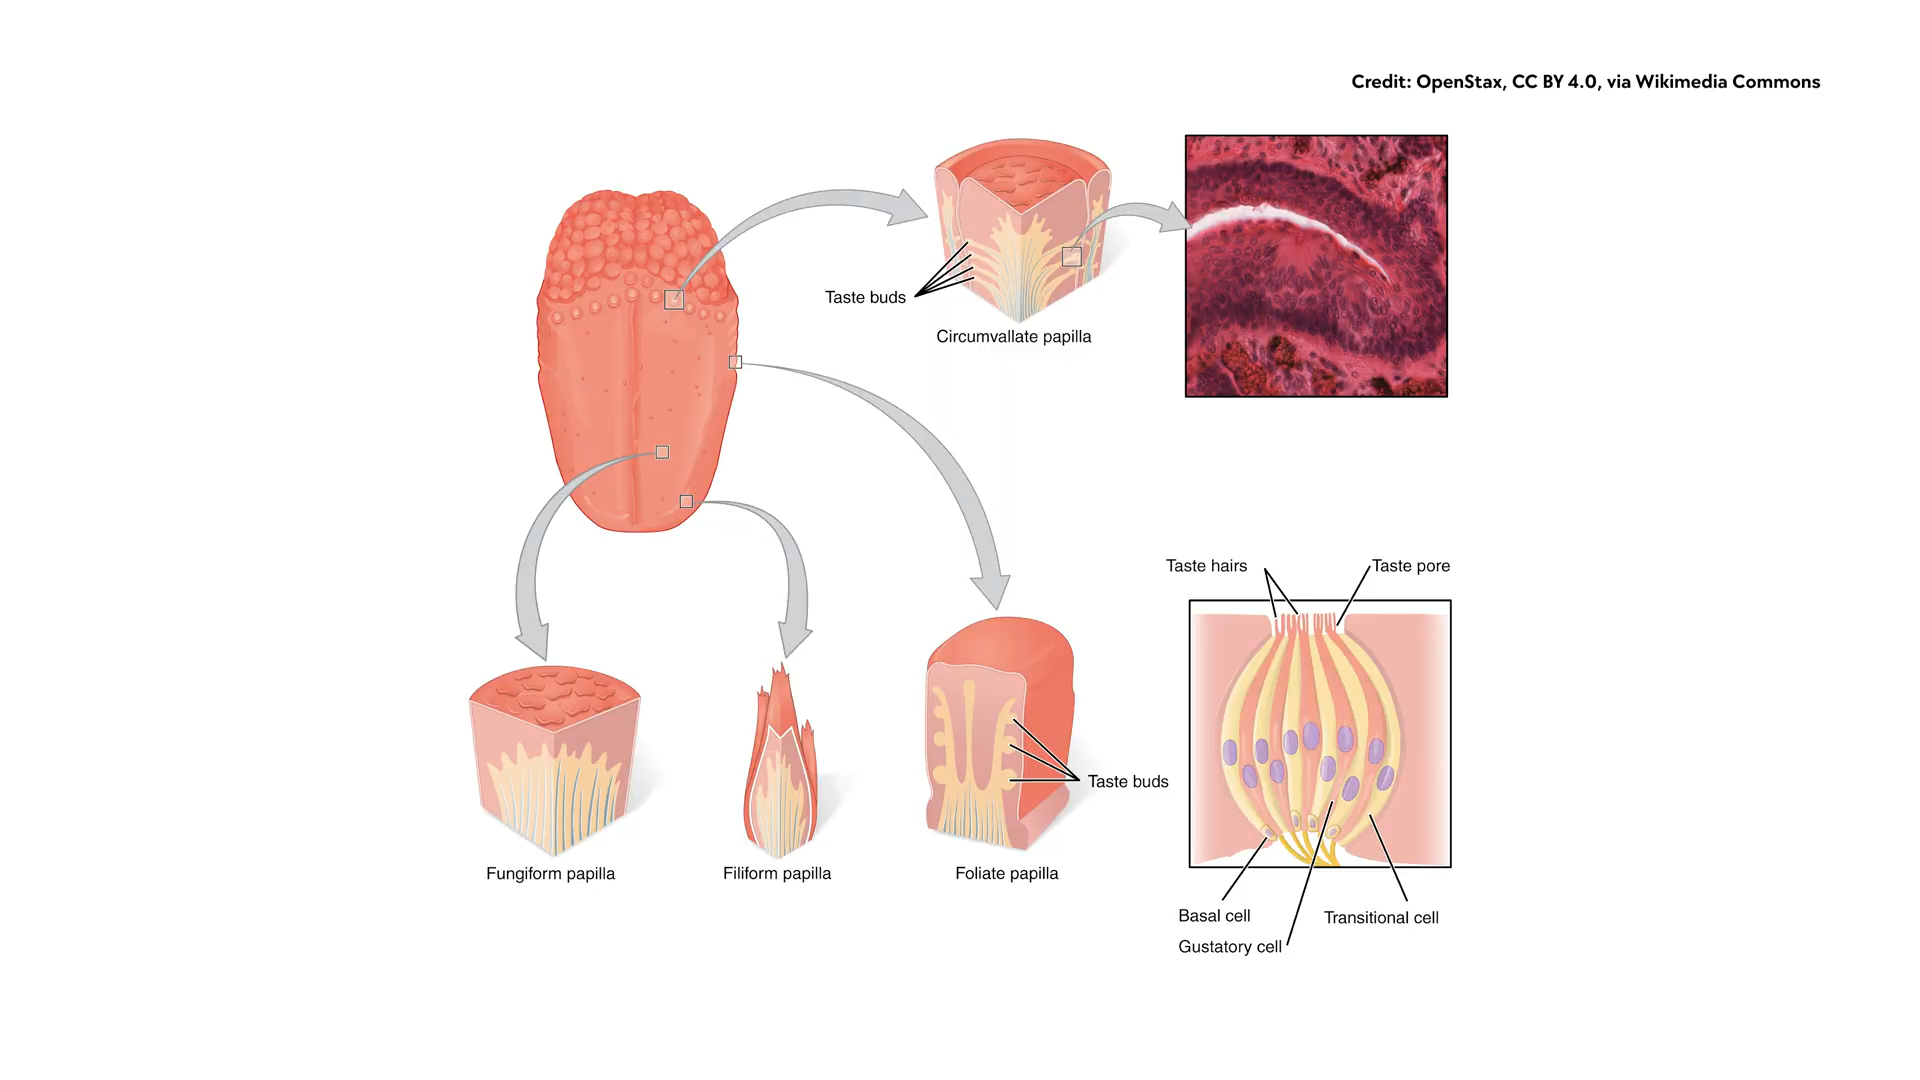 Credit: OpenStax, CC BY 4.0, via Wikimedia Commons
Taste buds
Circumvallate papilla
Taste hairs
Taste pore
Taste buds
Fungiform papilla
Filiform papilla
Foliate papilla
Basal cell
Transitional cell
Gustatory cell